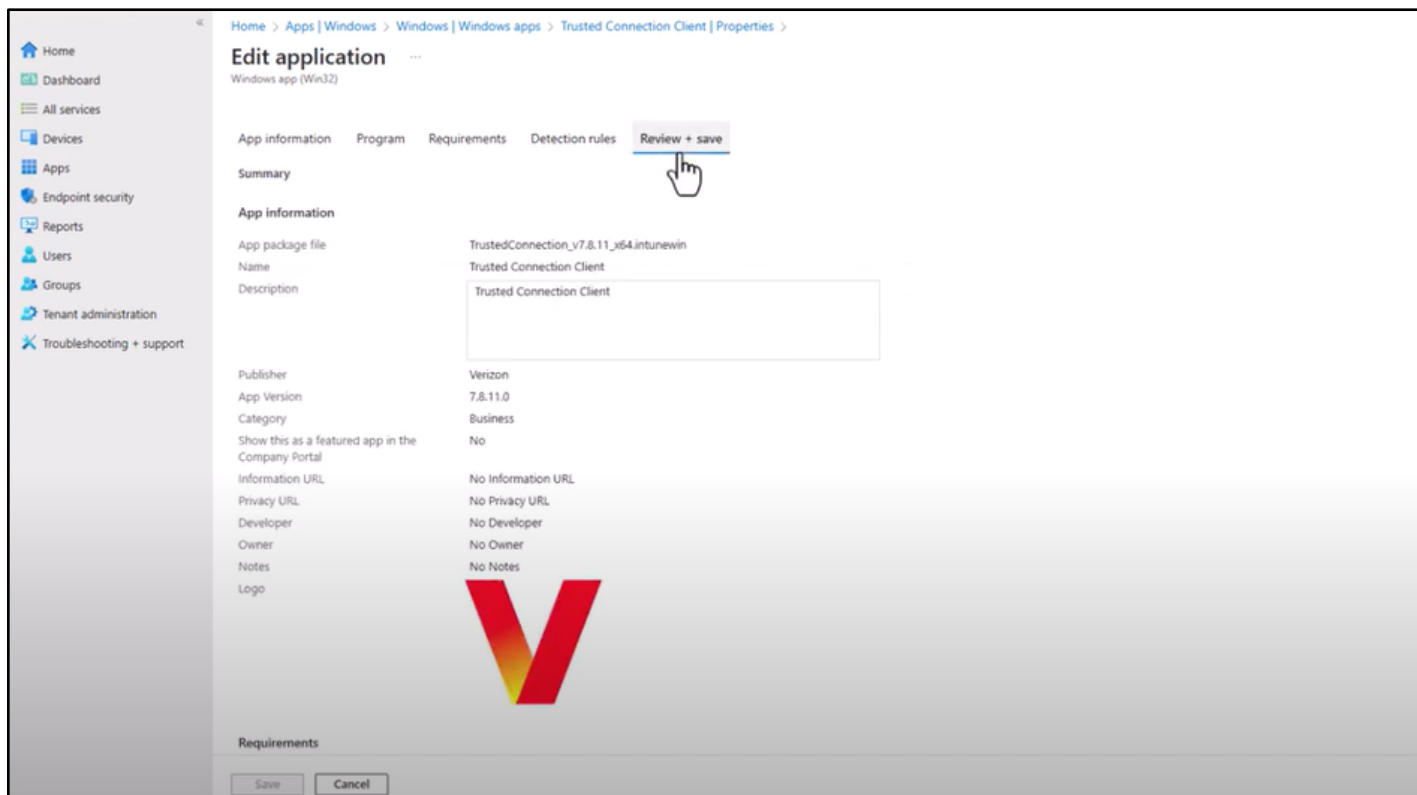 «
Home
Dashboard
All services
Devices
Apps
Endpoint security
Reports
Users
Groups
Tenant administration
Troubleshooting + support
Home > Apps | Windows > Windows | Windows apps > Trusted Connection Client | Properties >
Edit application ...
Windows app (Win32)
App information Program Requirements Detection rules Review + save
Summary
App information
App package file TrustedConnection_v7.8.11_x64.intunewin
Name Trusted Connection Client
Description Trusted Connection Client
Publisher Verizon
App Version 7.8.11.0
Category Business
Show this as a featured app in the No
Company Portal
Information URL No Information URL
Privacy URL No Privacy URL
Developer No Developer
Owner No Owner
Notes No Notes
Logo
Requirements
Save Cancel